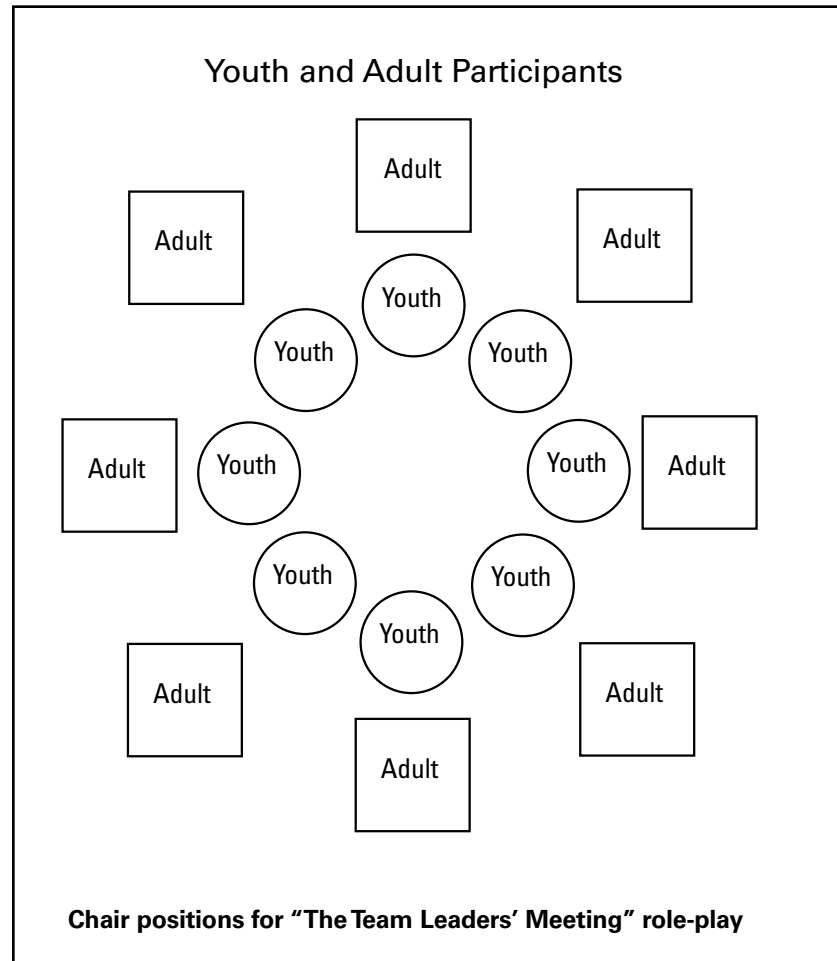 Youth and Adult Participants
Adult
Adult
Adult
Youth
Youth
Youth
Adult
Youth
Youth
Adult
Youth
Youth
Youth
Adult
Adult
Adult
Chair positions for “The Team Leaders’ Meeting” role-play